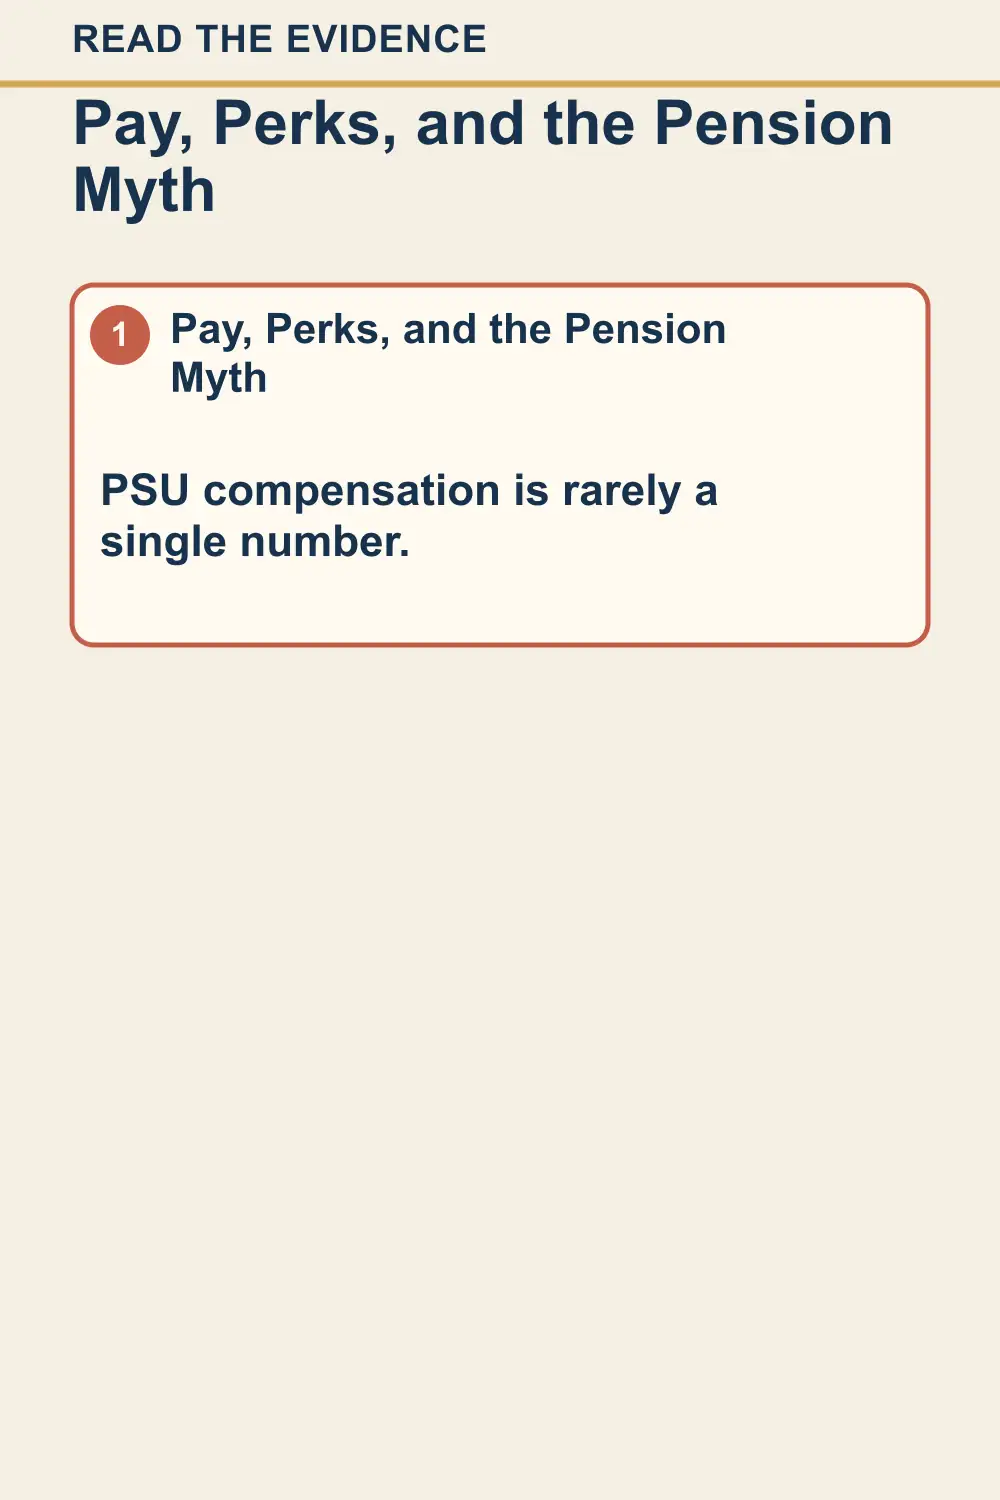 READ THE EVIDENCE
Pay, Perks, and the Pension
Myth
1
Pay, Perks, and the Pension
Myth
PSU compensation is rarely a
single number.